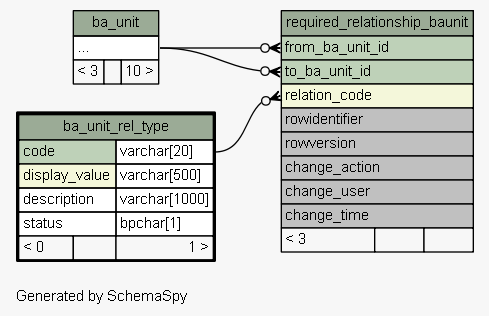 ba_unit
...
< 3 10 >
required_relationship_baunit
from_ba_unit_id
to_ba_unit_id
relation_code
rowidentifier
rowversion
change_action
change_user
change_time
< 3
ba_unit_rel_type
code varchar[20]
display_value varchar[500]
description varchar[1000]
status bpchar[1]
< 0 1 >
Generated by SchemaSpy